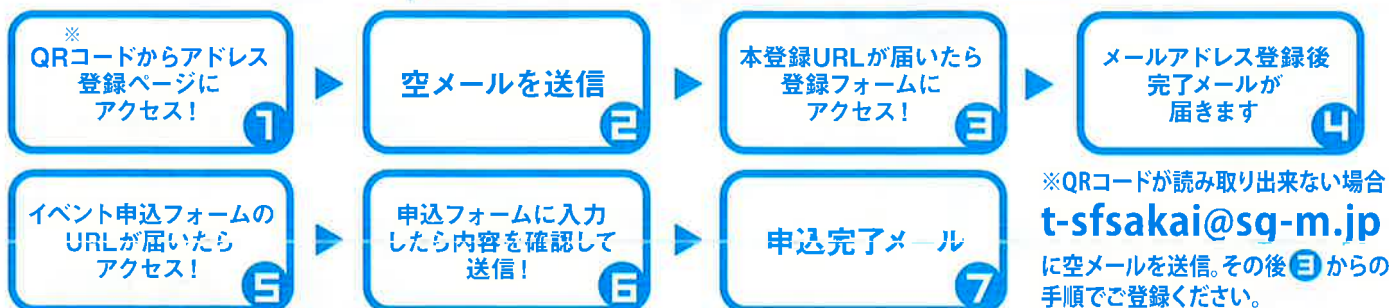 ※
QRコードからアドレス
登録ページに
アクセス!
1
空メールを送信
2
本登録URLが届いたら
登録フォームに
アクセス!
3
メールアドレス登録後
完了メールが
届きます
4
イベント申込フォームの
URLが届いたら
アクセス!
5
申込フォームに入力
したら内容を確認して
送信!
6
申込完了メール
7
※QRコードが読み取り出来ない場合
t-sfsakai@sg-m.jp
に空メールを送信。その後3からの
手順でご登録ください。